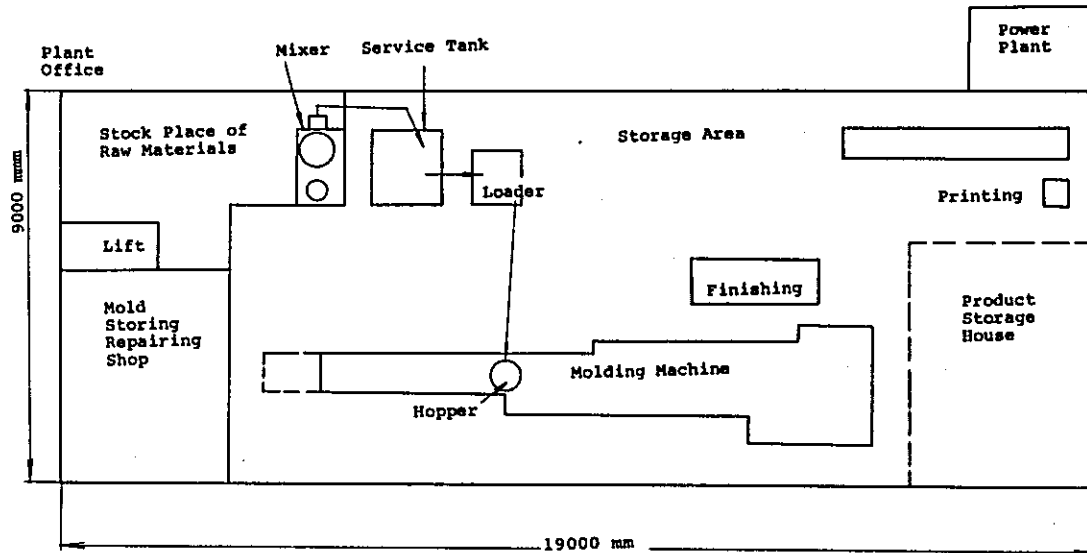 Power
Plant
Plant
Office
Mixer
Service Tank
Stock Place of
Raw Materials
Storage Area
Loader
Printing
9000 mmm
Lift
Finishing
Mold
Storing
Repairing
Shop
Product
Storage
House
Molding Machine
Hopper
19000 mm